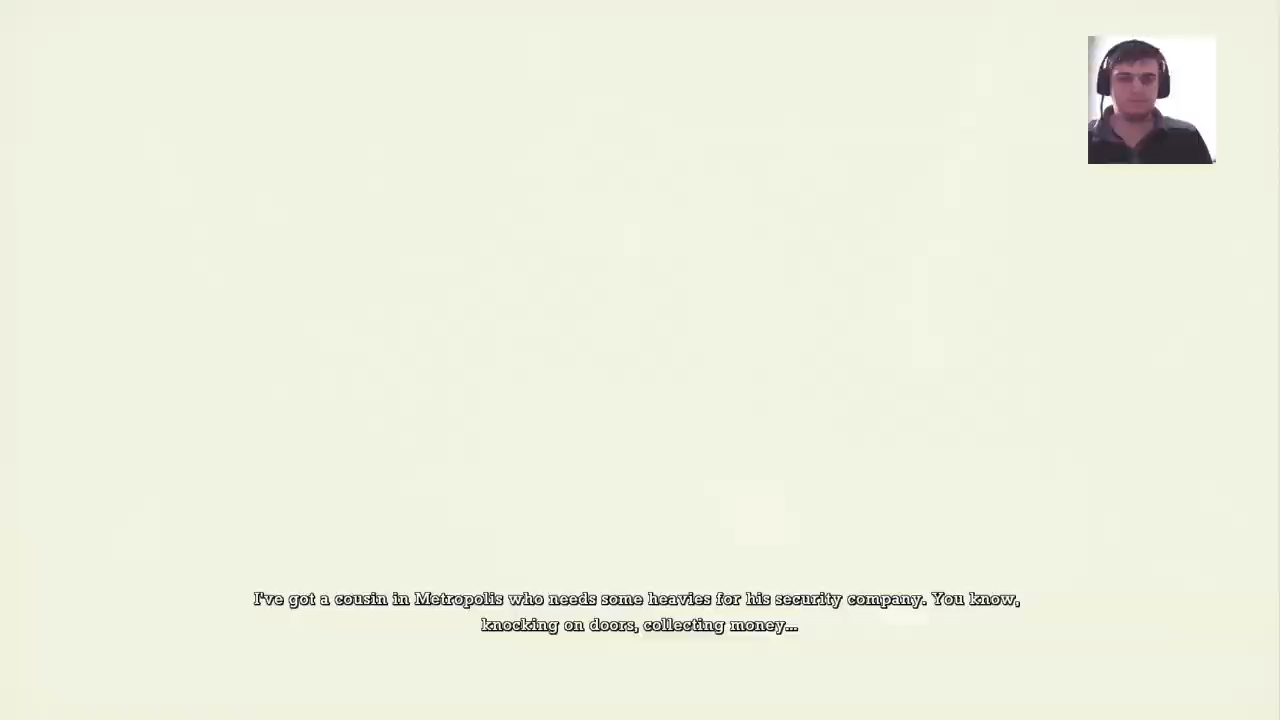 I've got a cousin in Metropolis who needs some heavies for his security company. You know,
knocking on doors, collecting money...